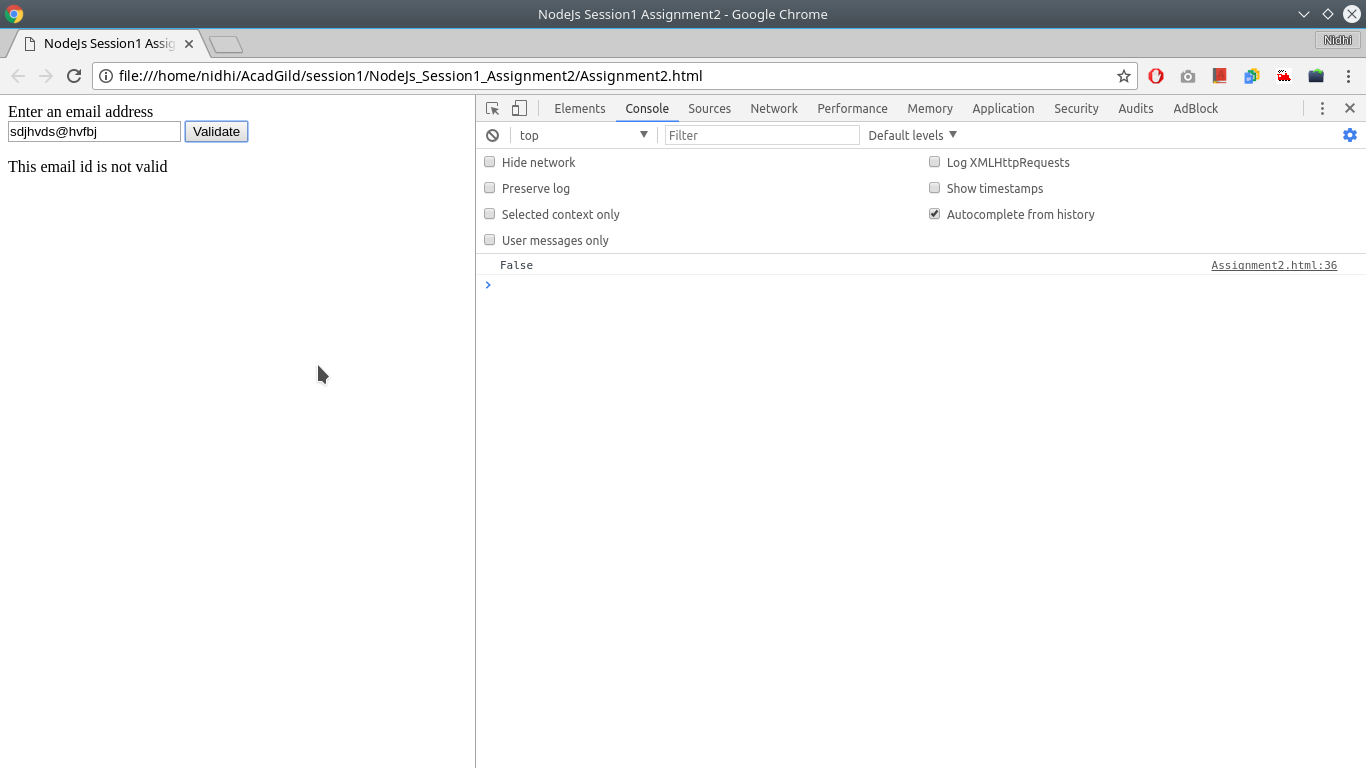 NodeJs Session1 Assignment2 - Google Chrome
NodeJs Session1 Assig
Nidhi
file:///home/nidhi/AcadGild/session1/NodeJs_Session1_Assignment2/Assignment2.html
Enter an email address
sdjhvds@hvfbj Validate
This email id is not valid
Elements Console Sources Network Performance Memory Application Security Audits AdBlock
top Filter Default levels
Hide network Log XMLHttpRequests
Preserve log Show timestamps
Selected context only Autocomplete from history
User messages only
False Assignment2.html:36